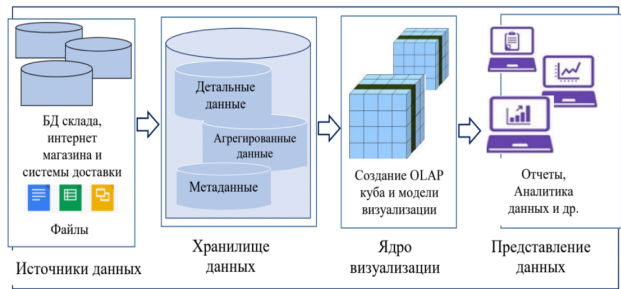 БД склада,
интернет
магазина и
системы доставки
Файлы
Источники данных
Детальные
данные
Агрегированные
данные
Метаданные
Хранилище
данных
Создание OLAP
куба и модели
визуализации
Ядро
визуализации
Отчеты,
Аналитика
данных и др.
Представление
данных